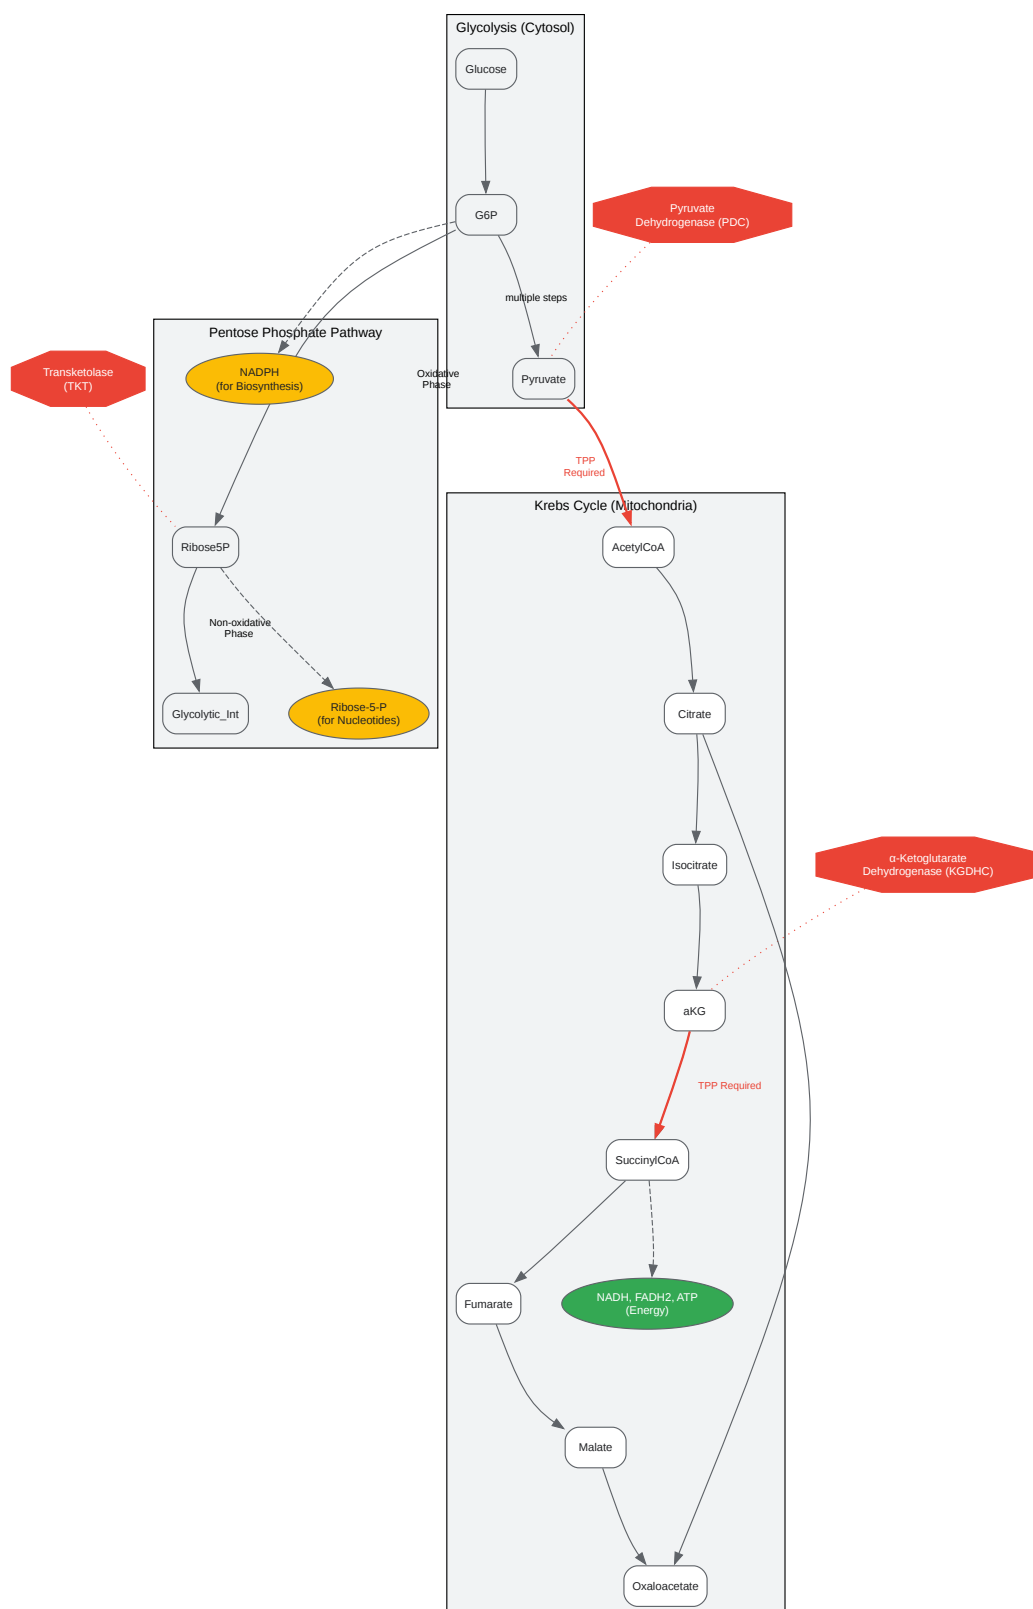 Glycolysis (Cytosol)
Glucose
G6P
Pyruvate
Dehydrogenase (PDC)
multiple steps
Pentose Phosphate Pathway
Transketolase
(TKT)
NADPH
(for Biosynthesis)
Oxidative
Phase
Pyruvate
TPP
Required
Krebs Cycle (Mitochondria)
Ribose5P
AcetylCoA
Non-oxidative
Phase
Glycolytic_Int
Ribose-5-P
(for Nucleotides)
Citrate
Isocitrate
α-Ketoglutarate
Dehydrogenase (KGDHC)
aKG
TPP Required
SuccinylCoA
Fumarate
NADH, FADH2, ATP
(Energy)
Malate
Oxaloacetate